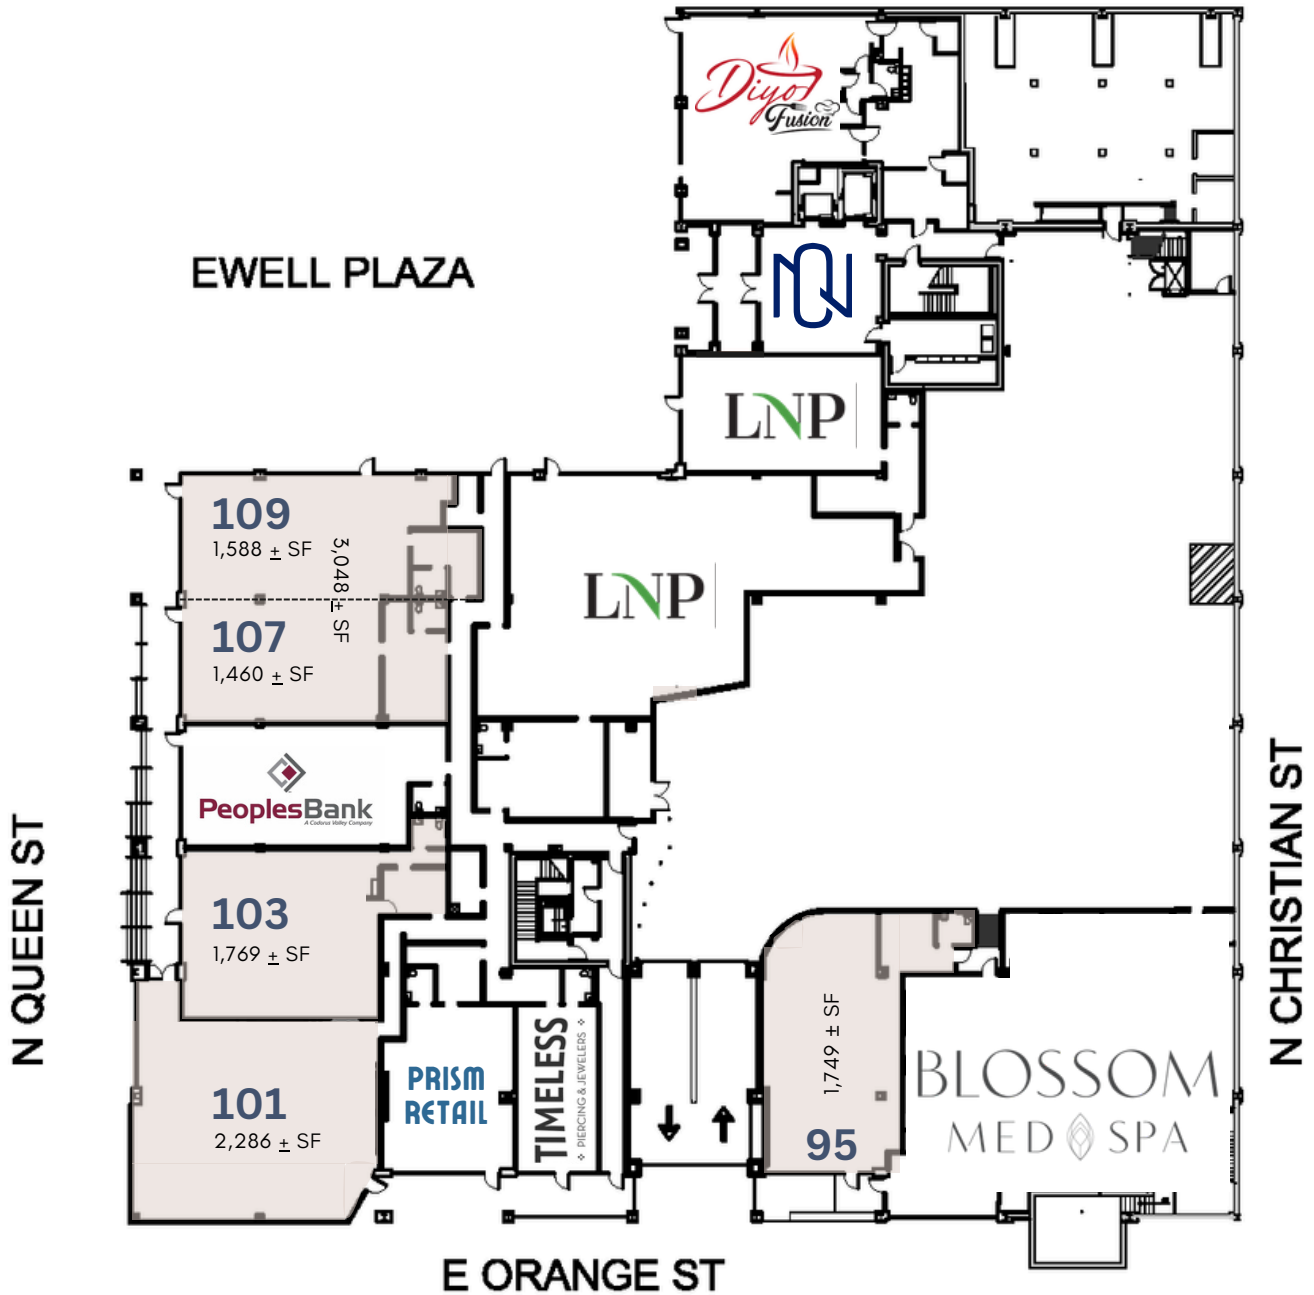 Diyo
Fusion
EWELL PLAZA
NQ
LNP
109
1,588 ± SF
3,048 ± SF
LNP
107
1,460 ± SF
PeoplesBank
A Codorus Valley Company
N QUEEN ST
N CHRISTIAN ST
103
1,769 ± SF
1,749 ± SF
95
101
2,286 ± SF
PRISM
RETAIL
TIMELESS
PIERCING & JEWELERS
BLOSSOM
MED SPA
E ORANGE ST